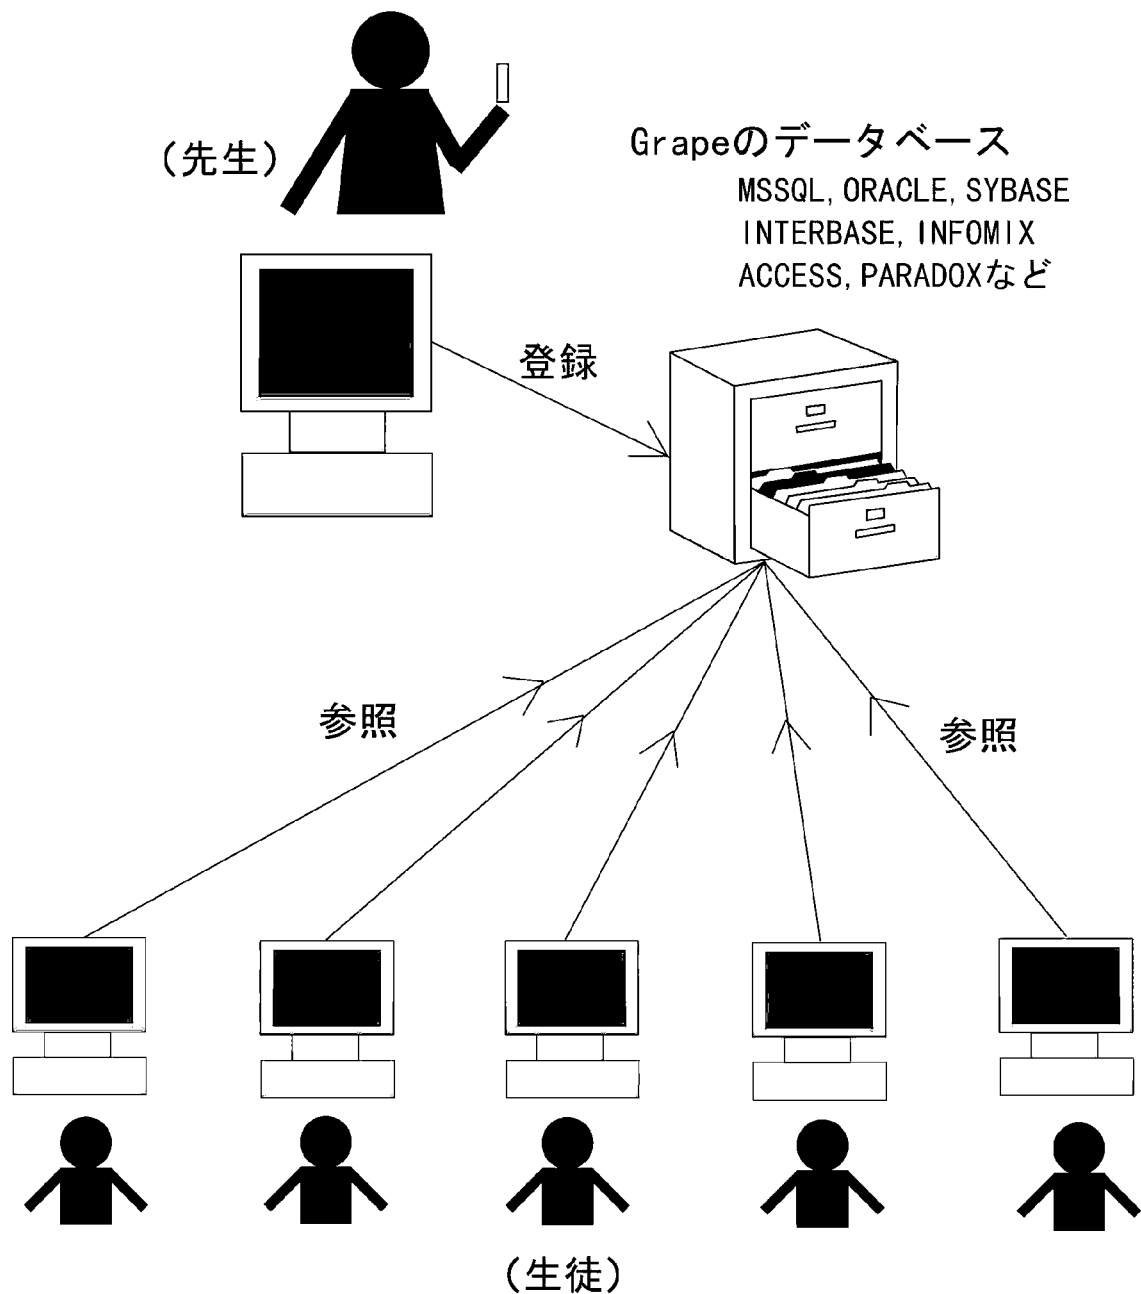 (先生)
Grapeのデータベース
MSSQL, ORACLE, SYBASE
INTERBASE, INFOMIX
ACCESS, PARADOXなど
登録
参照
参照
(生徒)